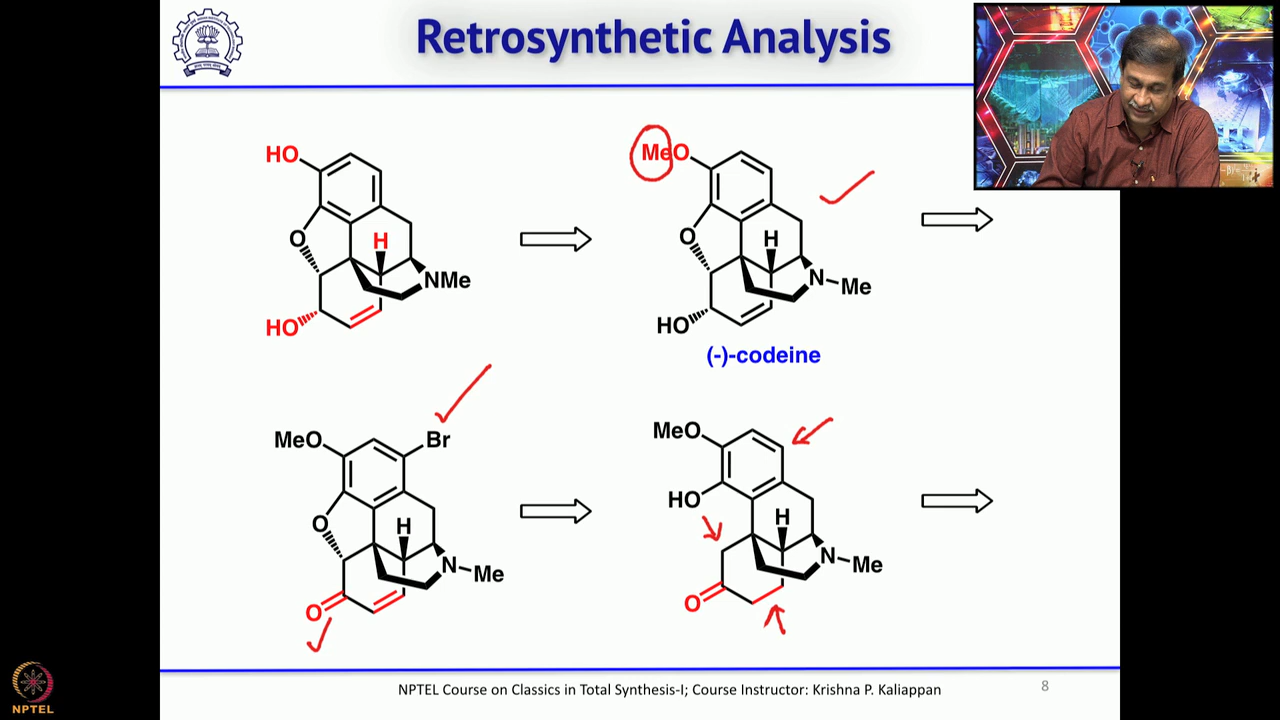 Retrosynthetic Analysis
HO
O
H
NMe
HO
MeO
O
H
N
Me
HO
(-)-codeine
MeO
Br
O
H
N
Me
O
MeO
HO
H
N
Me
O
NPTEL Course on Classics in Total Synthesis-I; Course Instructor: Krishna P. Kaliappan
8
NPTEL